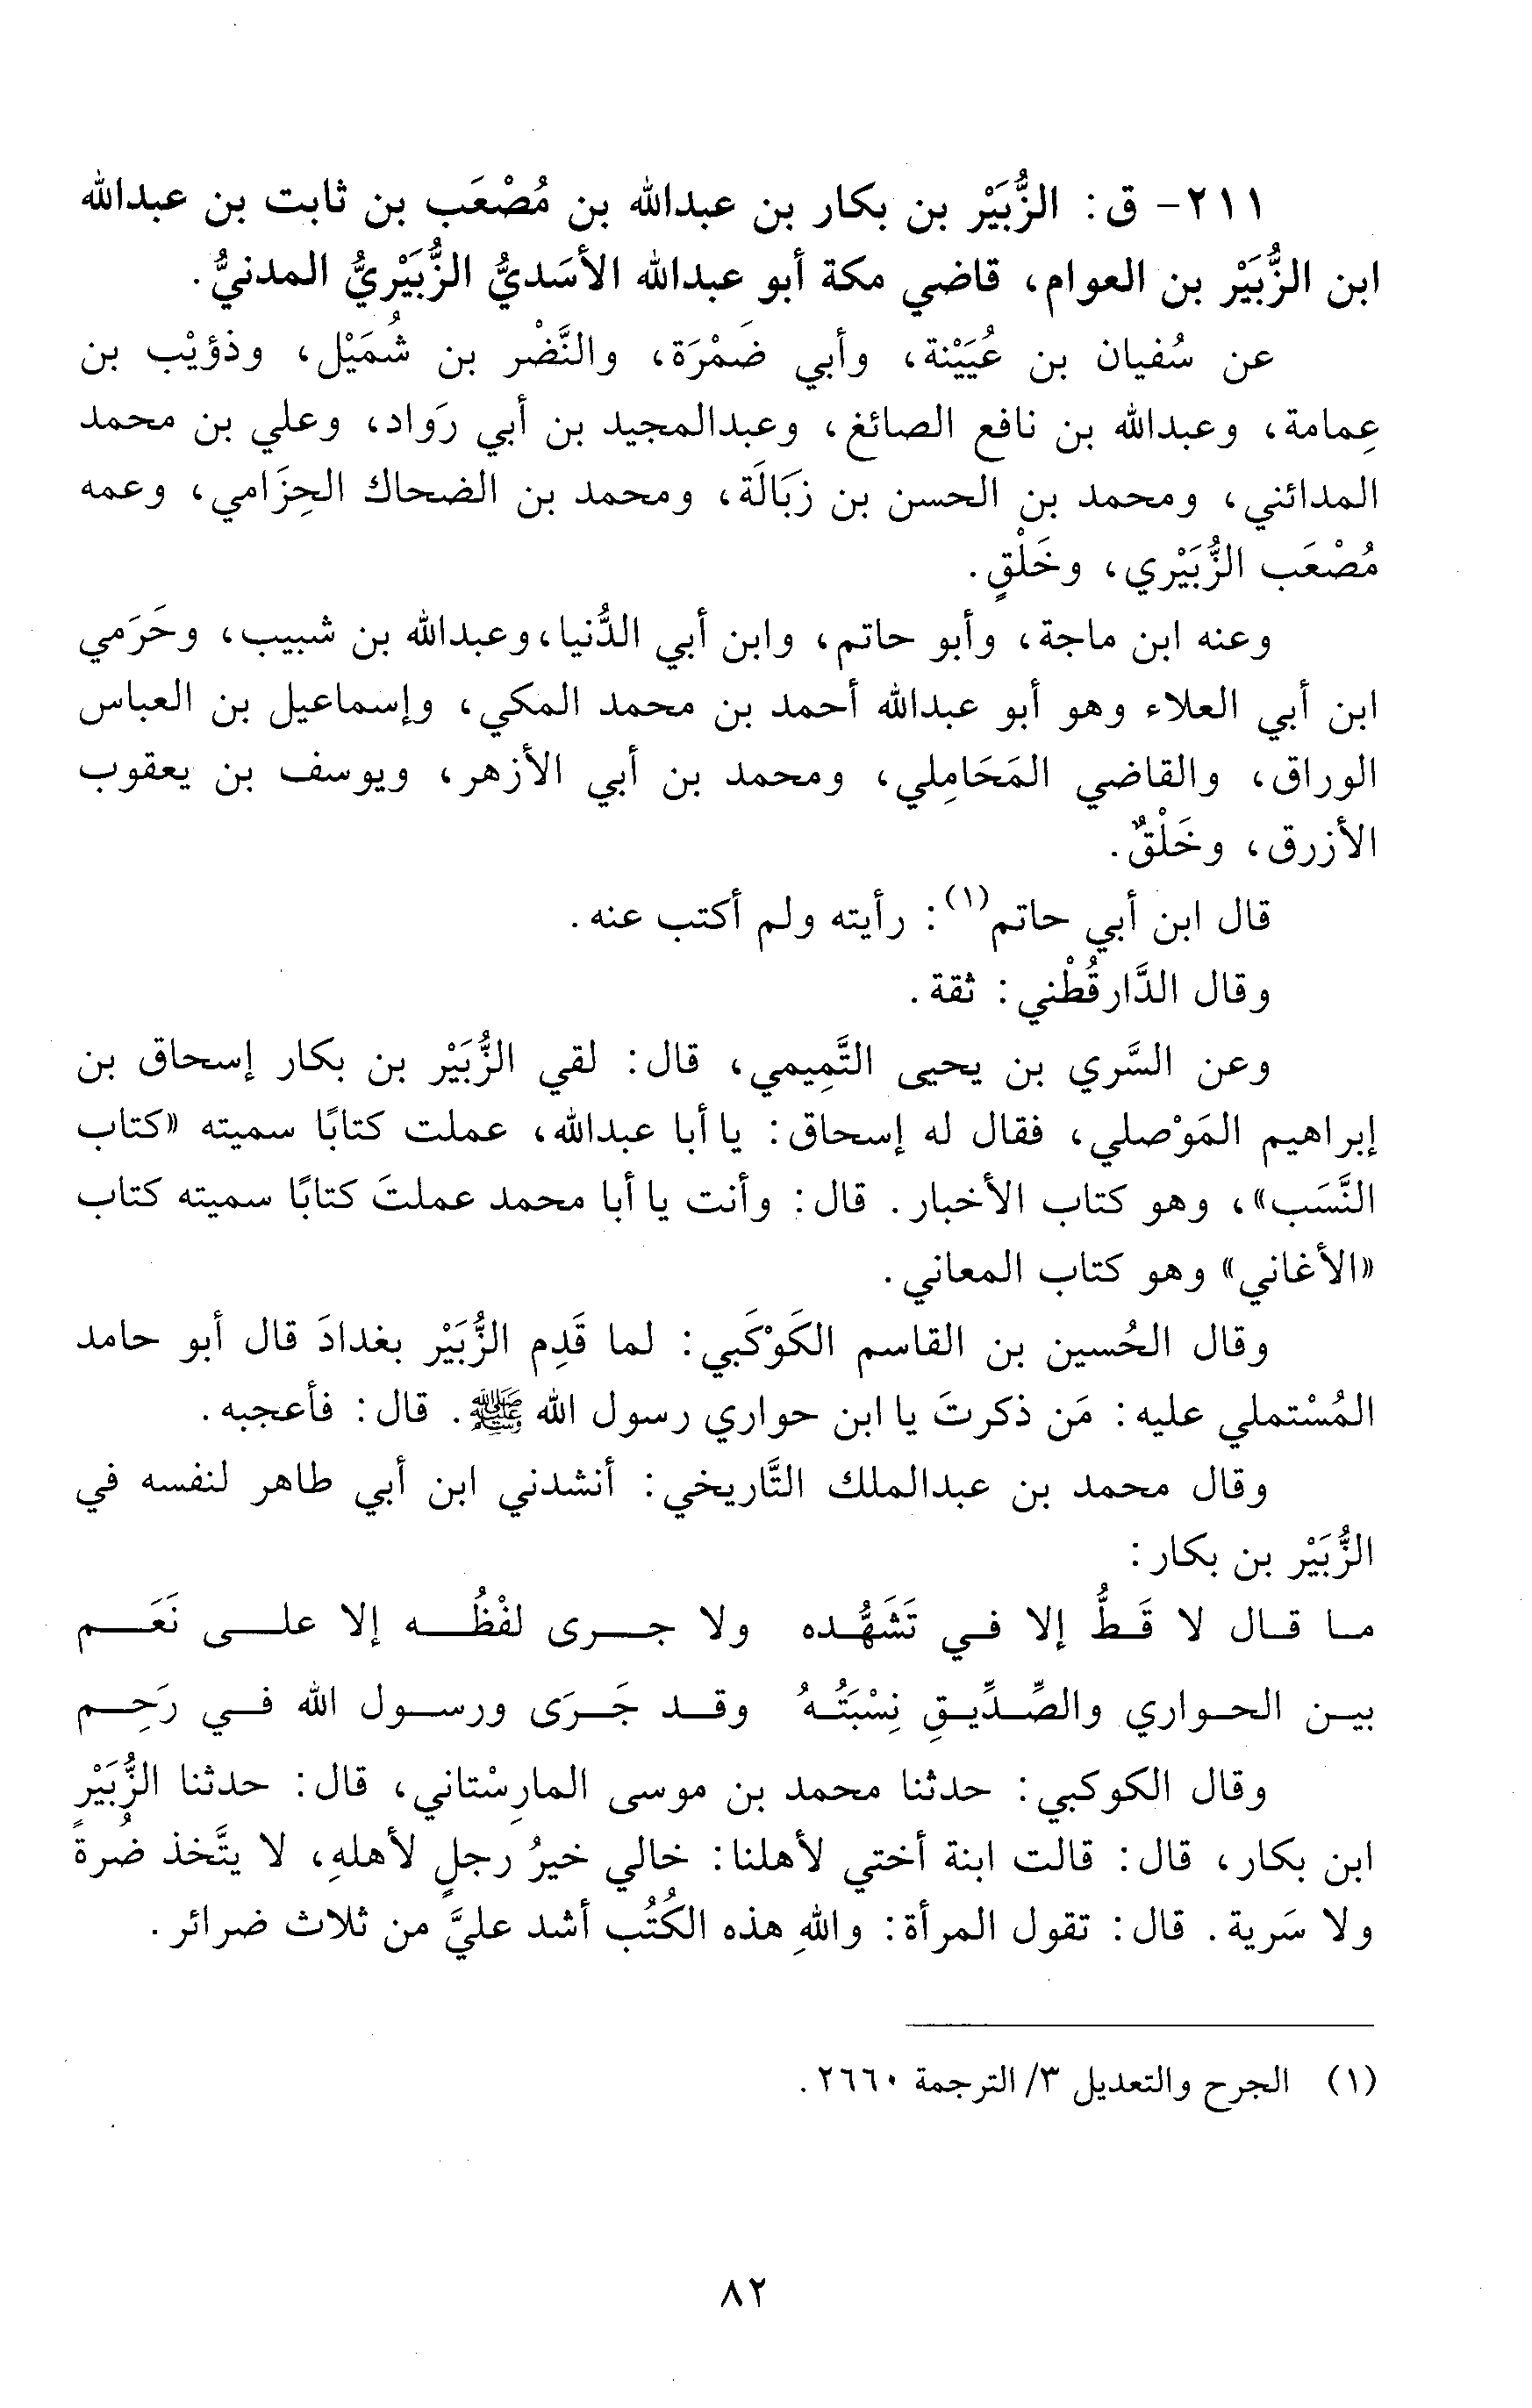 ٢١١- ق: الزُّبَيْر بن بكار بن عبدالله بن مُصْعَب بن ثابت بن عبدالله
ابن الزُّبَيْر بن العوام، قاضي مكة أبو عبدالله الأسَديُّ الزُّبَيْريُّ المدنيُّ.
عن سُفيان بن عُيَيْنة، وأبي ضَمْرَة، والنَّضْر بن شُمَيْل، وذؤيْب بن
عِمامة، وعبدالله بن نافع الصائغ، وعبدالمجيد بن أبي رَواد، وعلي بن محمد
المدائني، ومحمد بن الحسن بن زَبَالَة، ومحمد بن الضحاك الحِزَامي، وعمه
مُصْعَب الزُّبَيْري، وخَلْقٍ.
وعنه ابن ماجة، وأبو حاتم، وابن أبي الدُّنيا، وعبدالله بن شبيب، وحَرَمي
ابن أبي العلاء وهو أبو عبدالله أحمد بن محمد المكي، وإسماعيل بن العباس
الوراق، والقاضي المَحَامِلي، ومحمد بن أبي الأزهر، ويوسف بن يعقوب
الأزرق، وخَلْقٌ.
قال ابن أبي حاتم(١): رأيته ولم أكتب عنه.
وقال الدَّارقُطْني: ثقة.
وعن السَّري بن يحيى التَّمِيمي، قال: لقي الزُّبَيْر بن بكار إسحاق بن
إبراهيم المَوْصلي، فقال له إسحاق: يا أبا عبدالله، عملت كتابًا سميته «كتاب
النَّسَب»، وهو كتاب الأخبار. قال: وأنت يا أبا محمد عملتَ كتابًا سميته كتاب
«الأغاني» وهو كتاب المعاني.
وقال الحُسين بن القاسم الكَوْكَبي: لما قَدِم الزُّبَيْر بغدادَ قال أبو حامد
المُسْتملي عليه: مَن ذكرتَ يا ابن حواري رسول الله ﷺ. قال: فأعجبه.
وقال محمد بن عبدالملك التَّاريخي: أنشدني ابن أبي طاهر لنفسه في
الزُّبَيْر بن بكار:
ما قال لا قَطُّ إلا في تَشَهُّده ولا جرى لفْظُه إلا على نَعَم
بين الحواري والصِّدِّيقِ نِسْبَتُهُ وقد جَرَى ورسول الله في رَحِم
وقال الكوكبي: حدثنا محمد بن موسى المارِسْتاني، قال: حدثنا الزُّبَيْر
ابن بكار، قال: قالت ابنة أختي لأهلنا: خالي خيرُ رجلٍ لأهلهِ، لا يتَّخذ ضُرةً
ولا سَرية. قال: تقول المرأة: واللهِ هذه الكُتُب أشد عليَّ من ثلاث ضرائر.
(١) الجرح والتعديل ٣/ الترجمة ٢٦٦٠.
٨٢